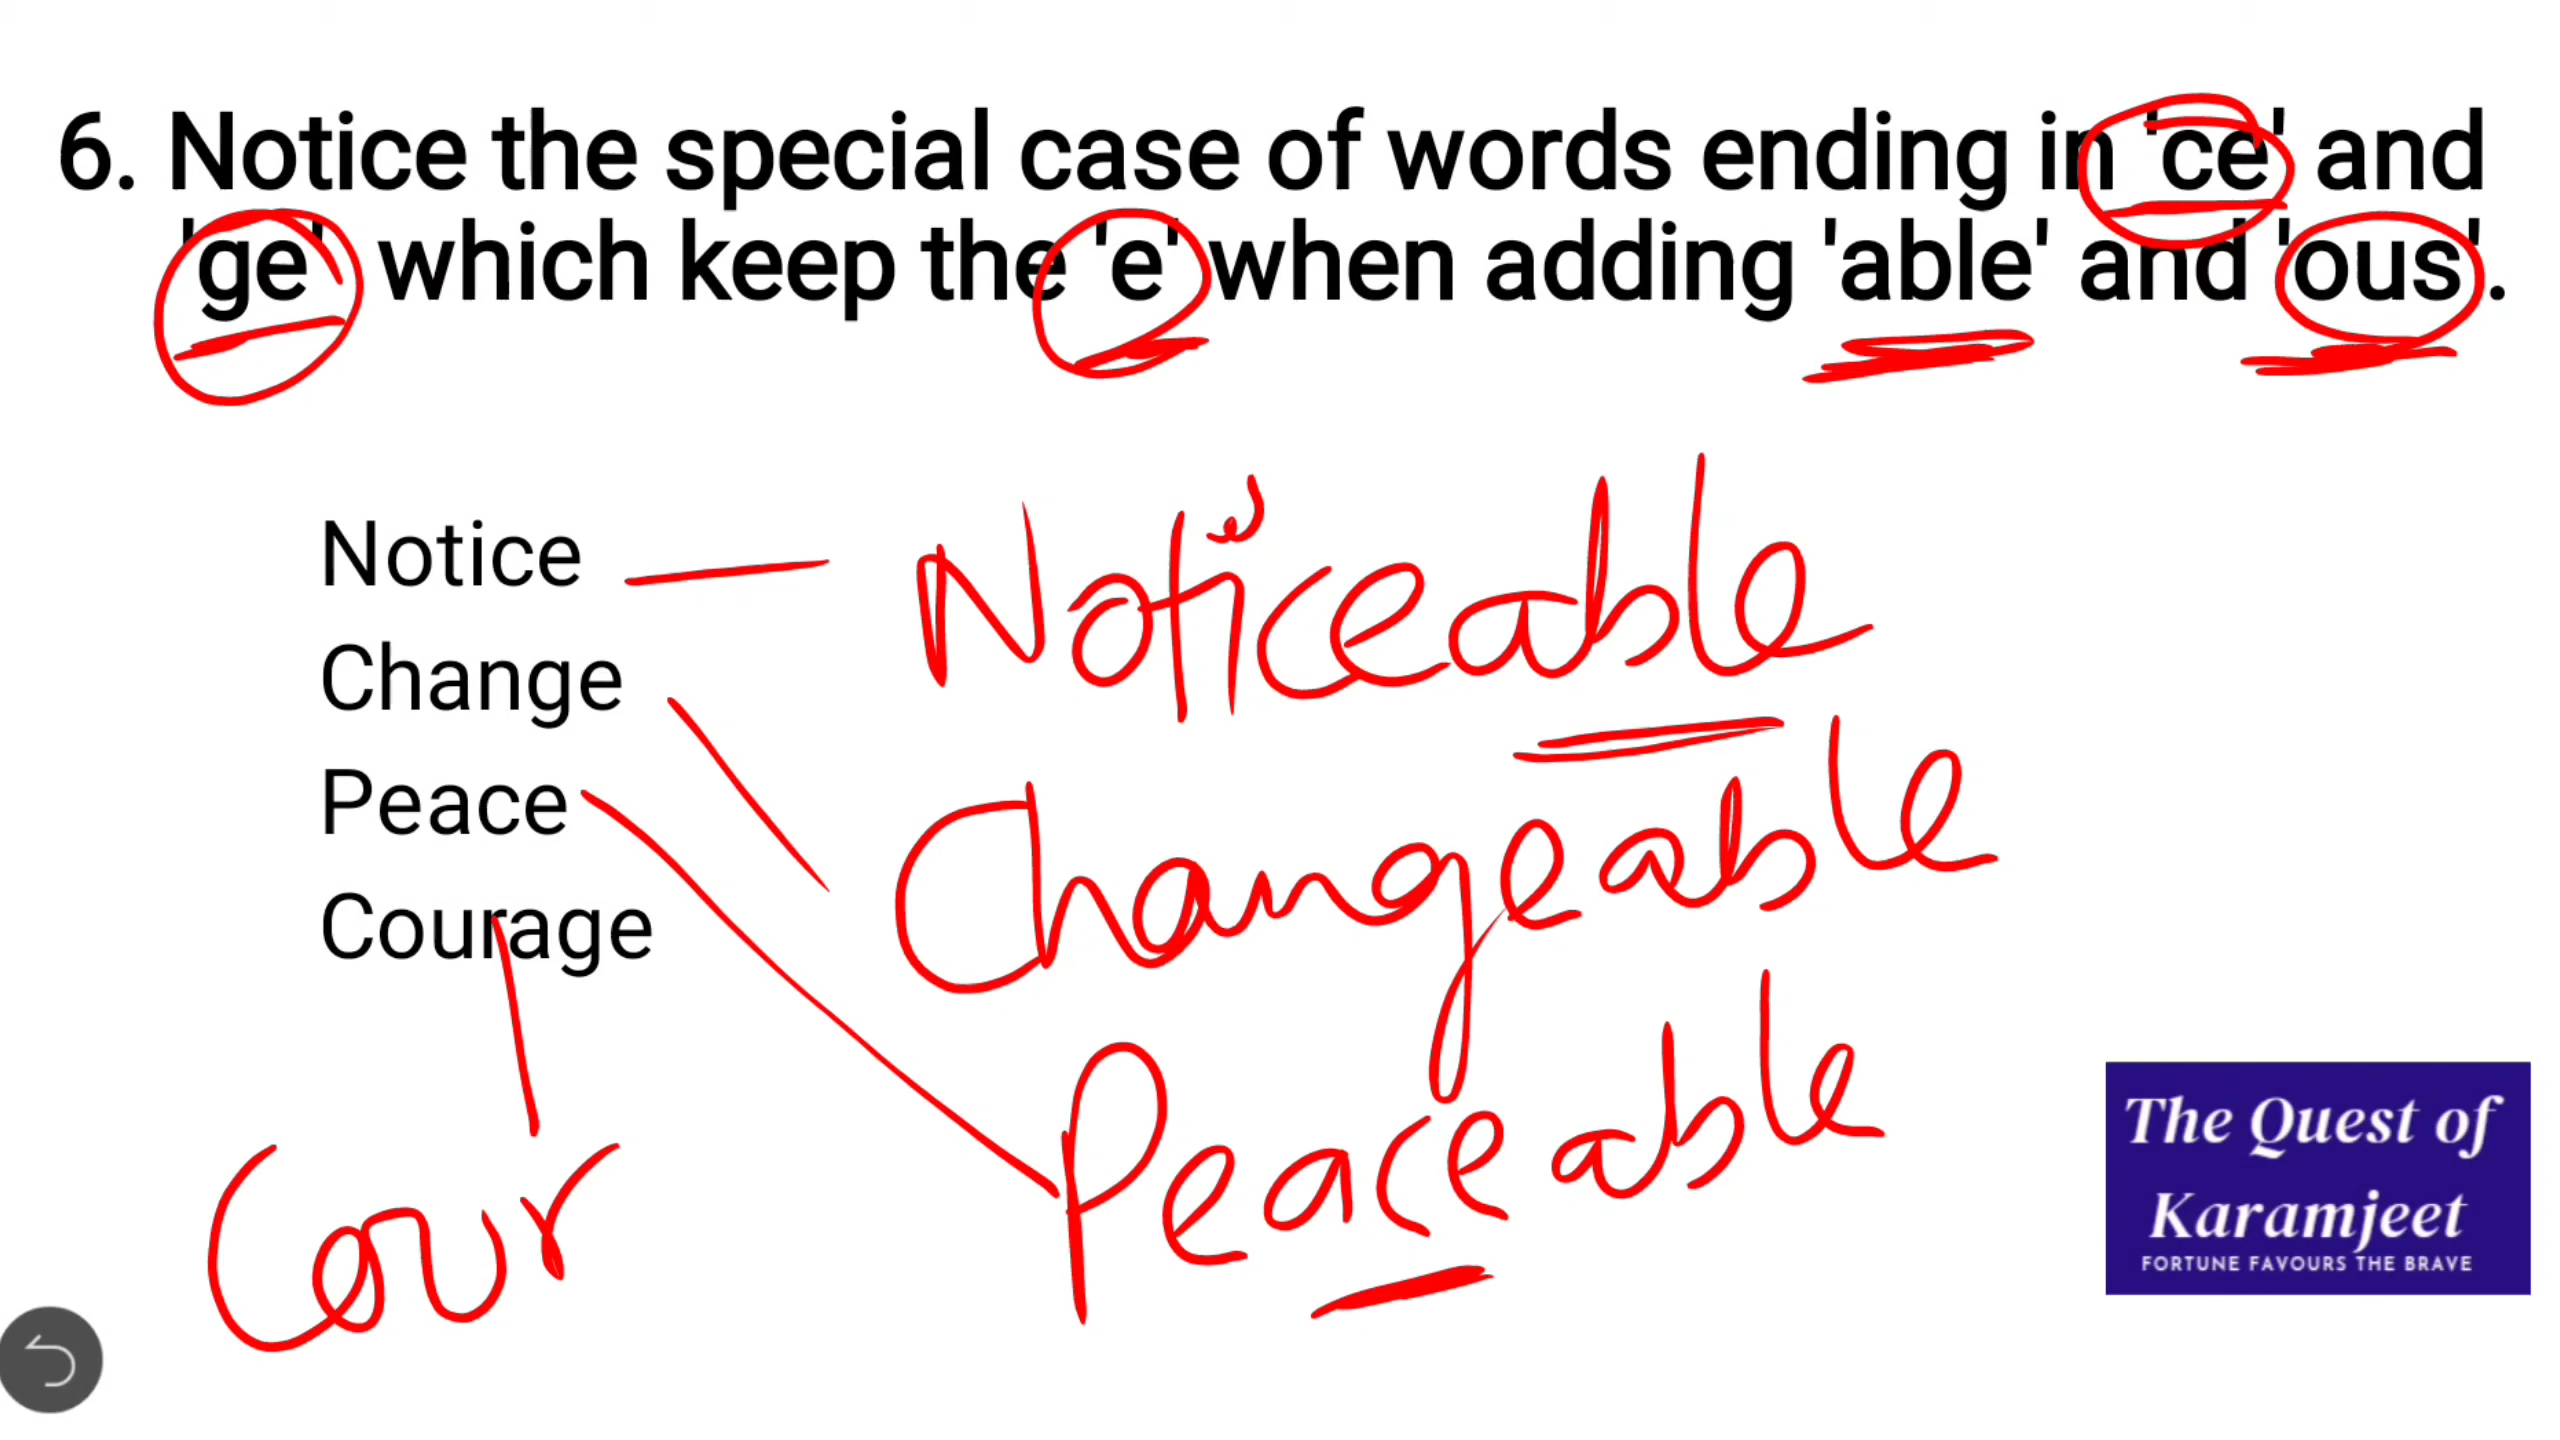 6. Notice the special case of words ending in 'ce' and
'ge' which keep the 'e' when adding 'able' and 'ous'.
Notice
Noticeable
Change
Changeable
Peace
Peaceable
Courage
Cour
The Quest of
Karamjeet
FORTUNE FAVOURS THE BRAVE